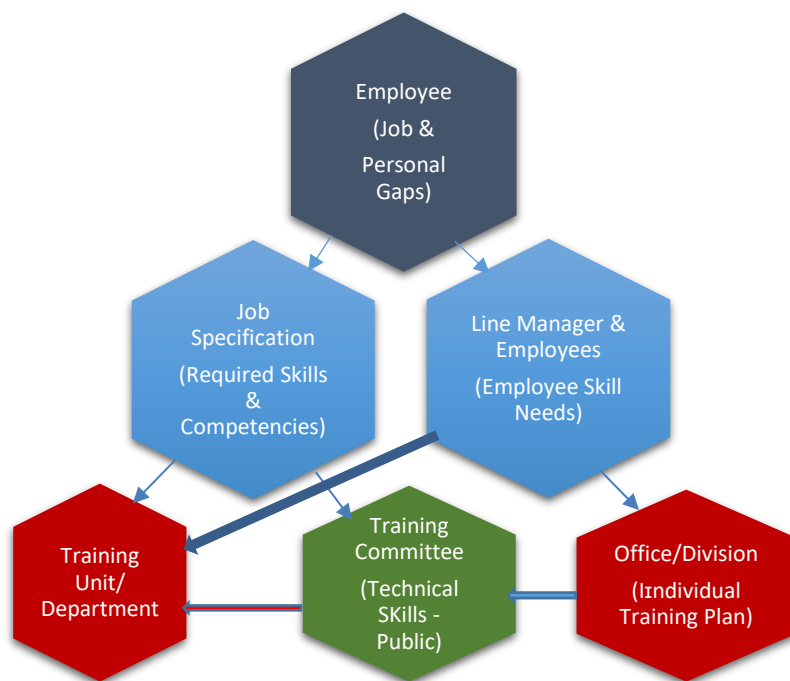 Employee
(Job &
Personal
Gaps)
Job
Specification
(Required Skills
&
Competencies)
Line Manager &
Employees
(Employee Skill
Needs)
Training
Unit/
Department
Training
Committee
(Technical
SKills -
Public)
Office/Division
(Iɪndividual
Training Plan)